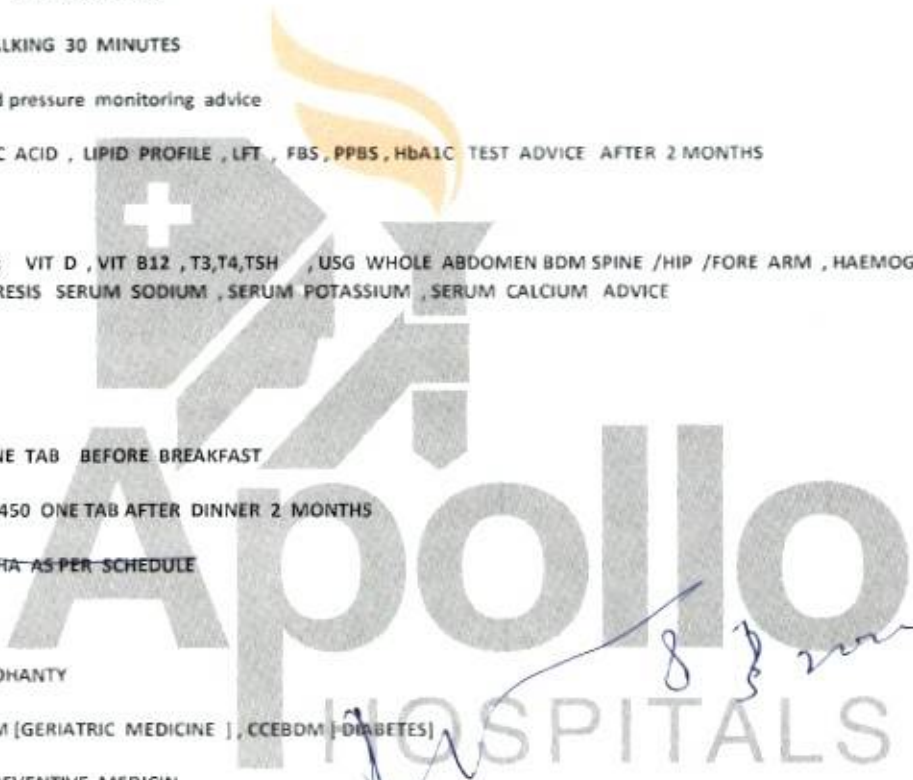 ALKING 30 MINUTES
d pressure monitoring advice
C ACID , LIPID PROFILE , LFT , FBS , PPBS , HbA1C TEST ADVICE AFTER 2 MONTHS
VIT D , VIT B12 , T3,T4,TSH , USG WHOLE ABDOMEN BDM SPINE /HIP /FORE ARM , HAEMOG
RESIS SERUM SODIUM , SERUM POTASSIUM , SERUM CALCIUM ADVICE
NE TAB BEFORE BREAKFAST
450 ONE TAB AFTER DINNER 2 MONTHS
HA AS PER SCHEDULE
Apollo
OHANTY
HOSPITALS
M [GERIATRIC MEDICINE ] , CCEBDM [ DIABETES]
EVENTIVE MEDICIN